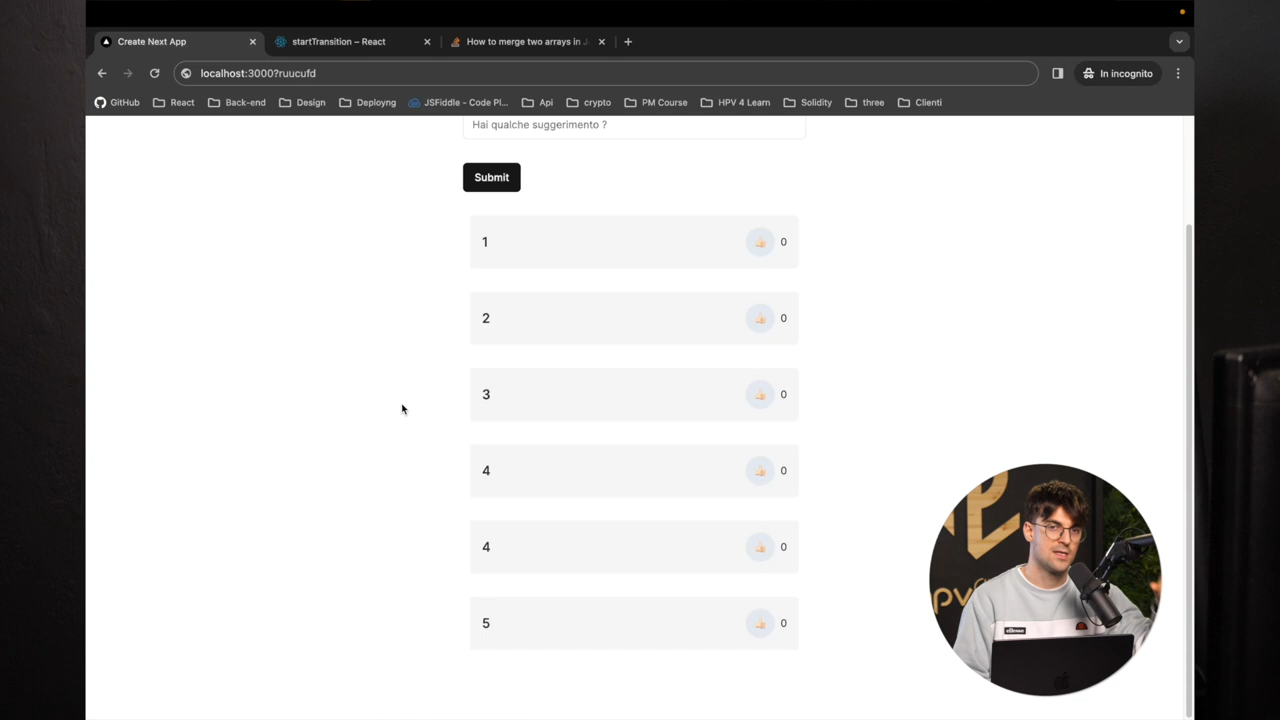 Create Next App
startTransition – React
How to merge two arrays in J
localhost:3000?ruucufd
In incognito
GitHub
React
Back-end
Design
Deployng
JSFiddle - Code Pl...
Api
crypto
PM Course
HPV 4 Learn
Solidity
three
Clienti
Hai qualche suggerimento ?
Submit
1 0
2 0
3 0
4 0
4 0
5 0
pv
ellesse